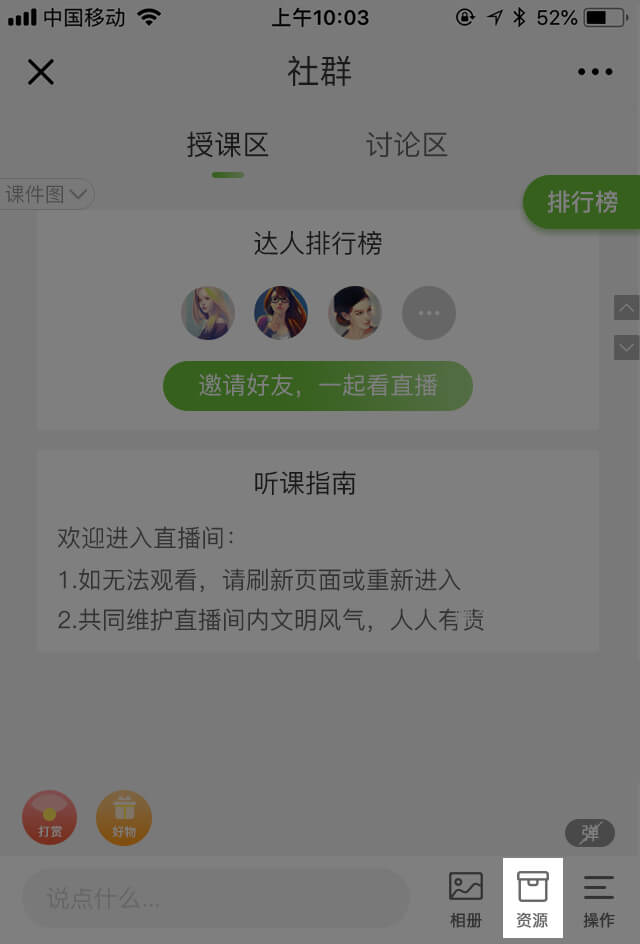 中国移动 上午10:03 52%
社群
授课区 讨论区
课件图
排行榜
达人排行榜
邀请好友，一起看直播
听课指南
欢迎进入直播间：
1.如无法观看，请刷新页面或重新进入
2.共同维护直播间内文明风气，人人有责
打赏 好物
弹
说点什么...
相册 资源 操作